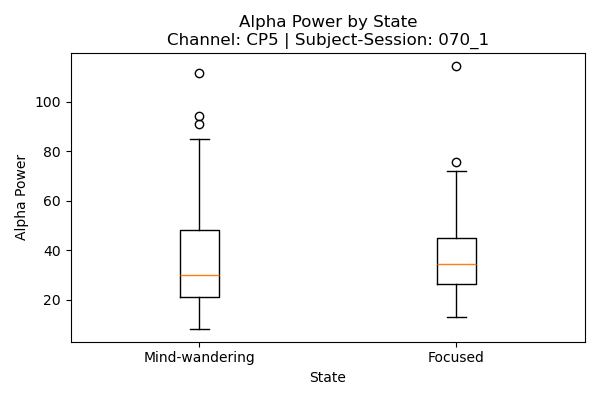 Alpha Power by State
Channel: CP5 | Subject-Session: 070_1
100
80
60
40
20
Alpha Power
Mind-wandering
Focused
State